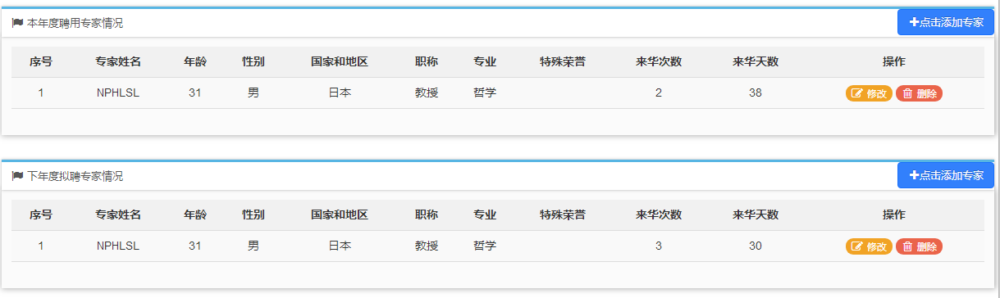 本年度聘用专家情况 点击添加专家
序号 专家姓名 年龄 性别 国家和地区 职称 专业 特殊荣誉 来华次数 来华天数 操作
1 NPHLSL 31 男 日本 教授 哲学 2 38 修改 删除
下年度拟聘专家情况 点击添加专家
序号 专家姓名 年龄 性别 国家和地区 职称 专业 特殊荣誉 来华次数 来华天数 操作
1 NPHLSL 31 男 日本 教授 哲学 3 30 修改 删除